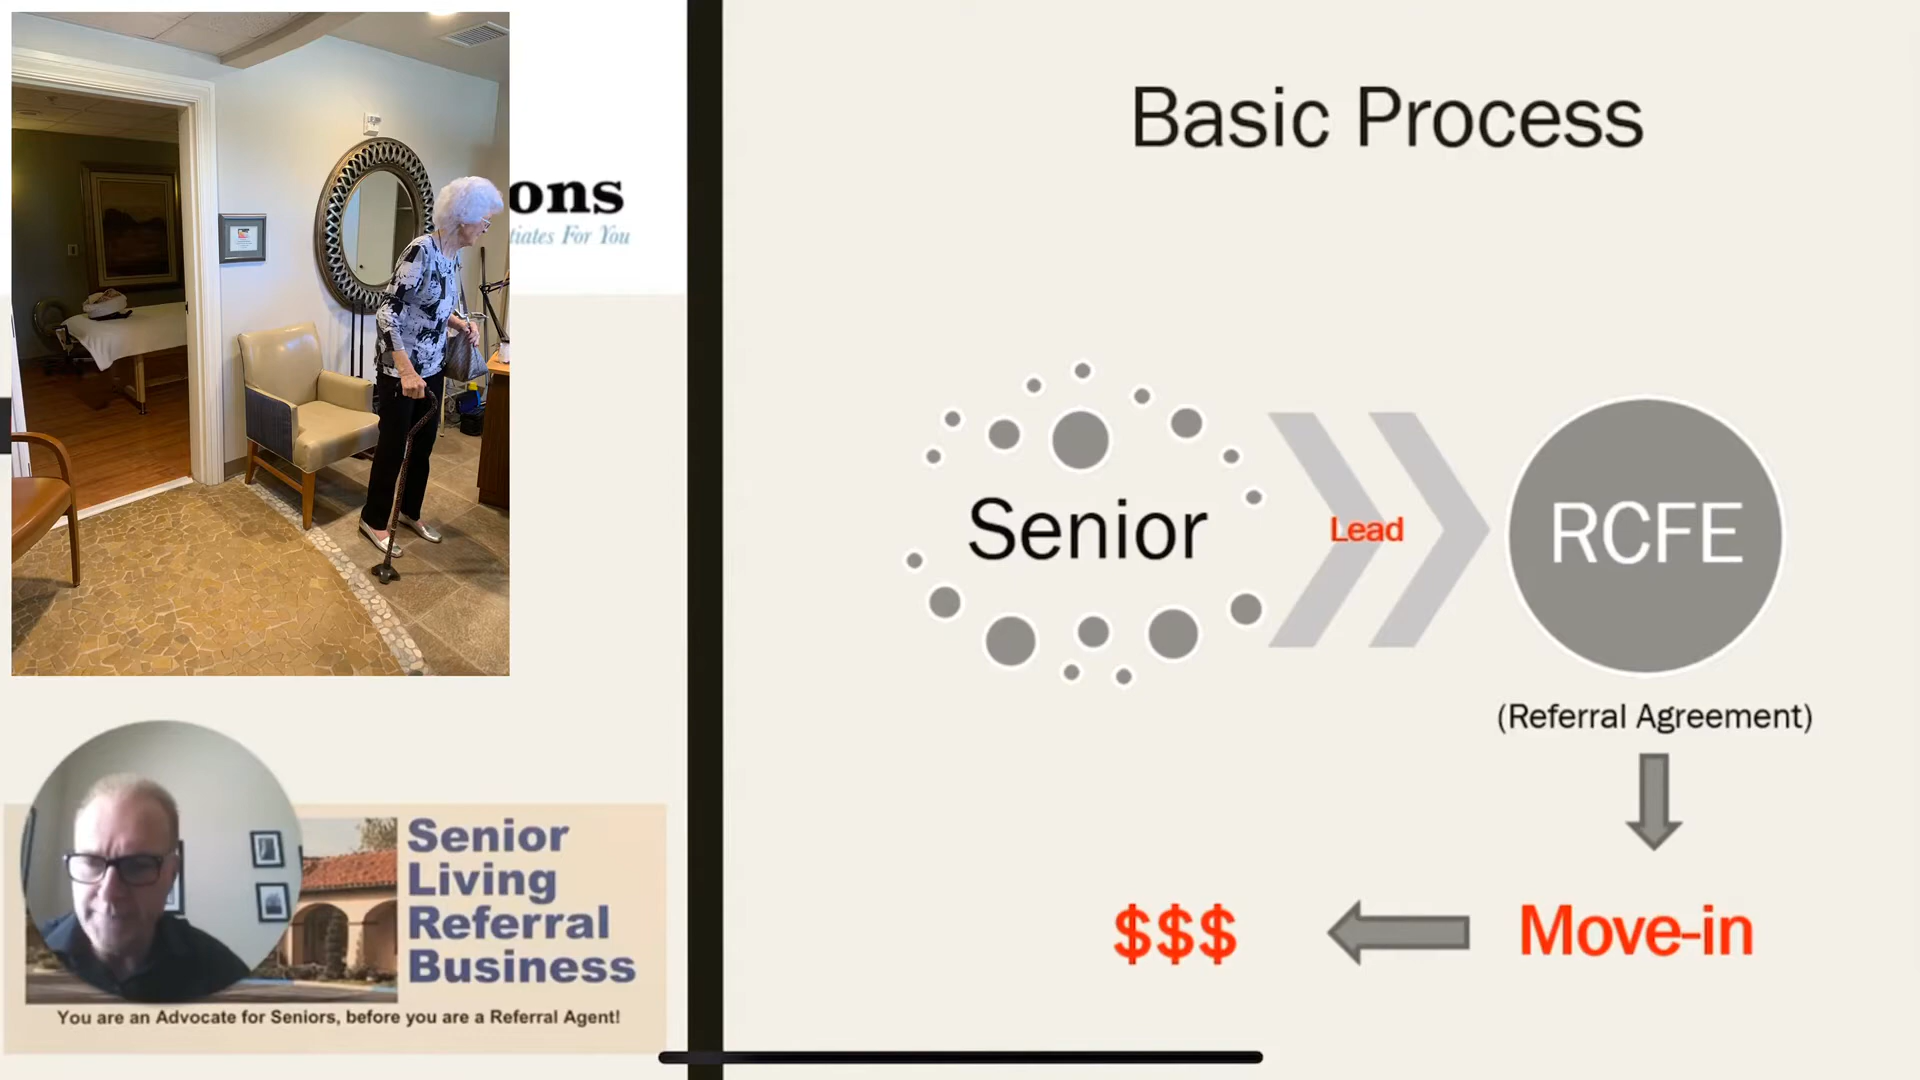 ons
tiates For You
Senior
Living
Referral
Business
You are an Advocate for Seniors, before you are a Referral Agent!
Basic Process
Senior
Lead
RCFE
(Referral Agreement)
Move-in
$$$